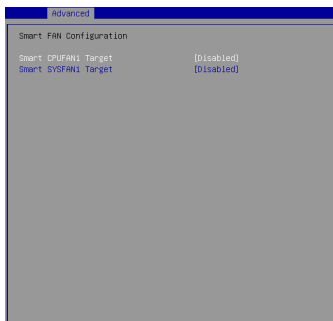 Advanced
Smart FAN Configuration
Smart CPUFAN1 Target [Disabled]
Smart SYSFAN1 Target [Disabled]